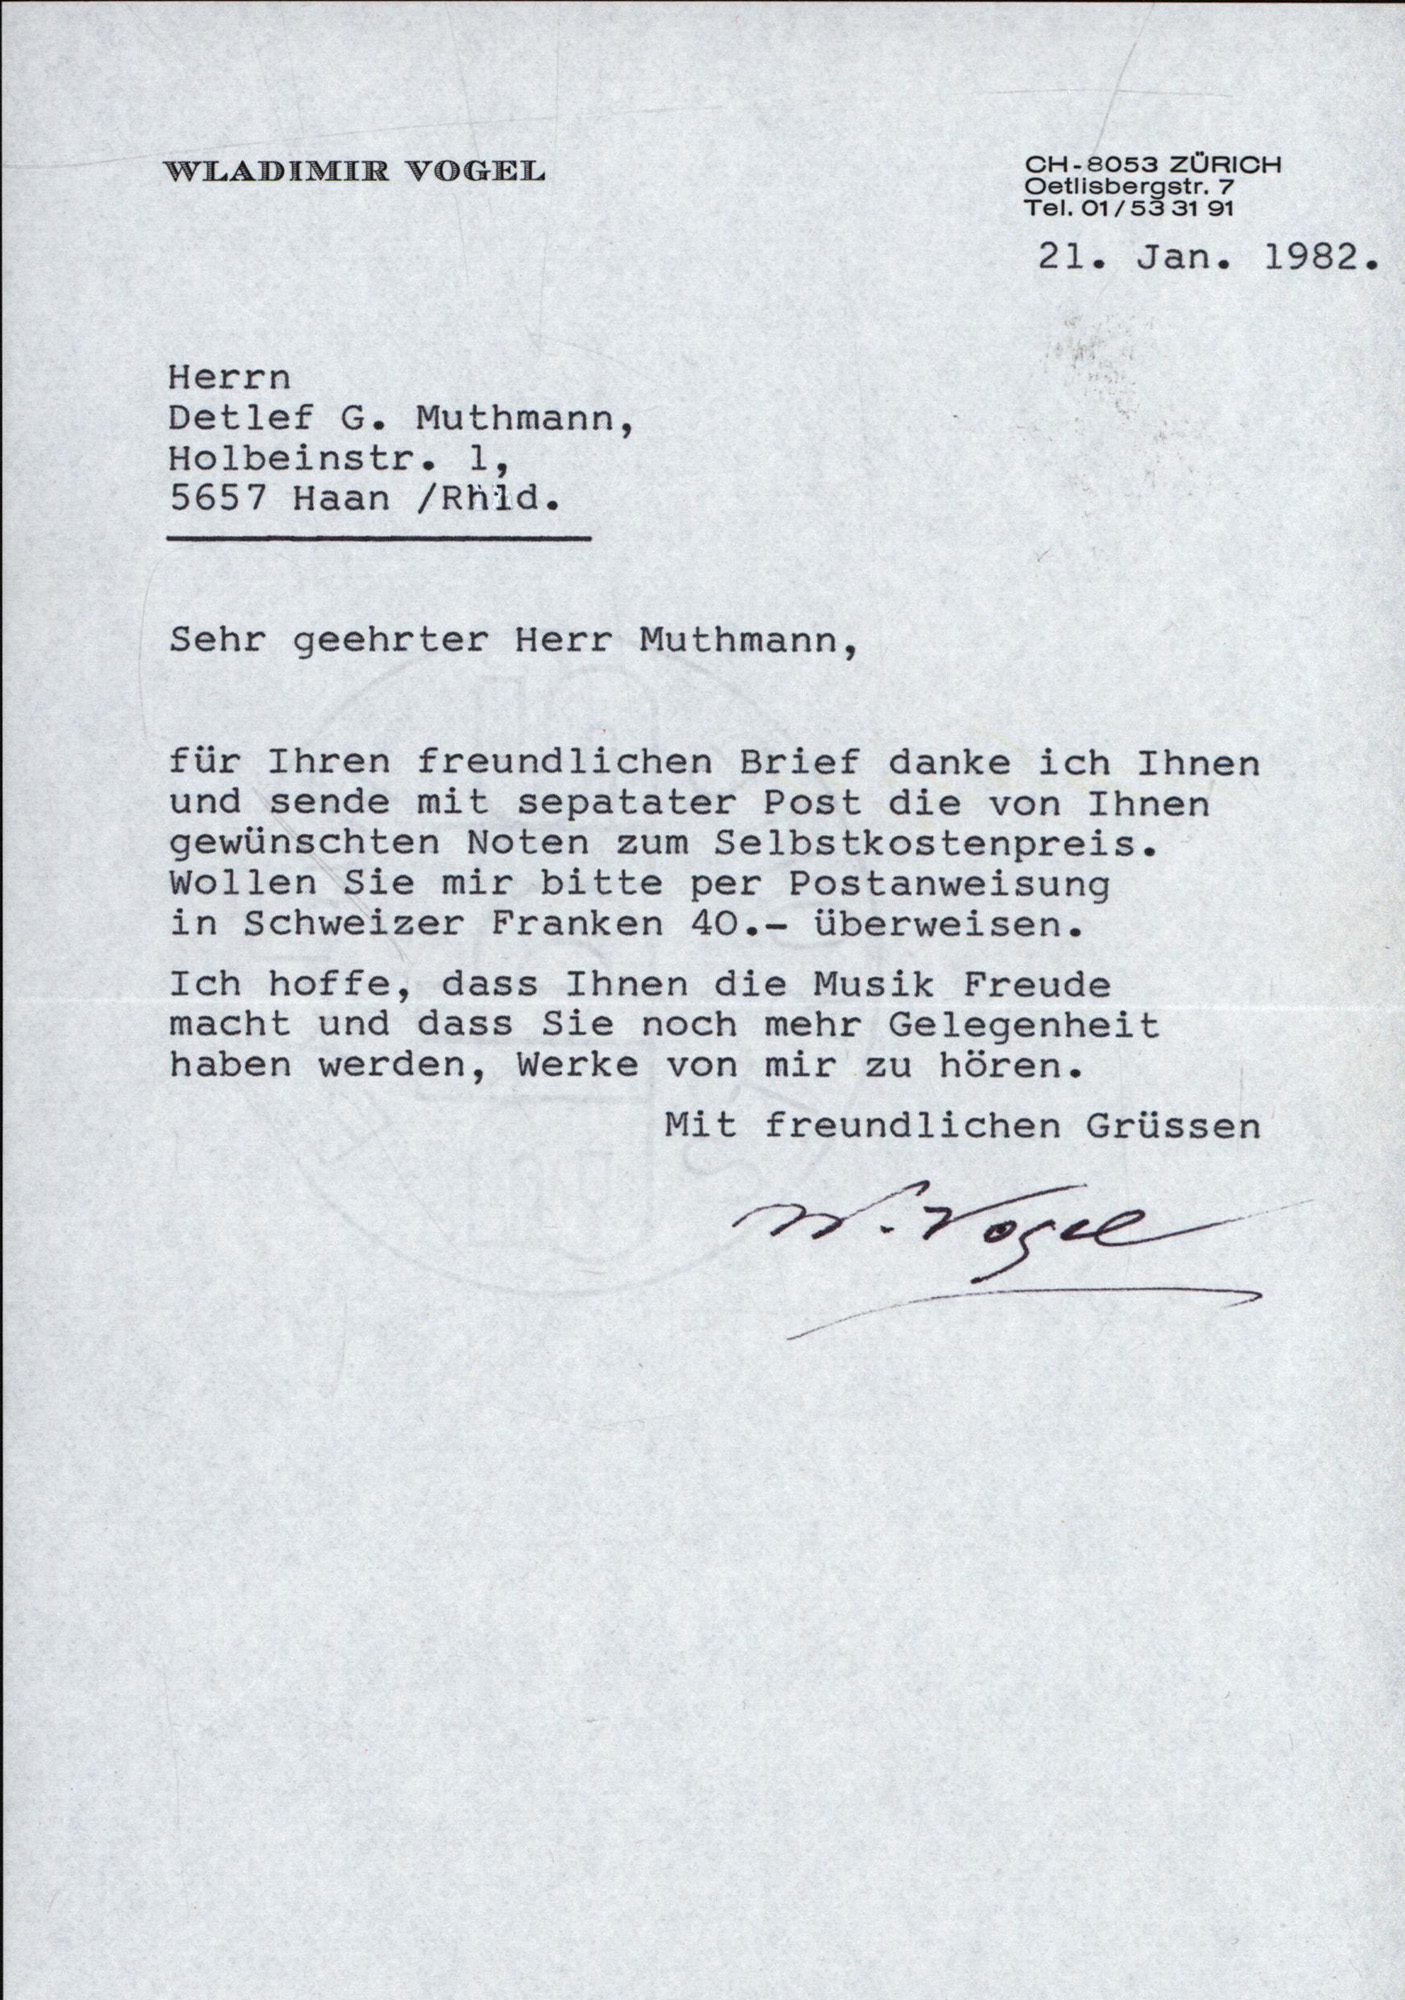 WLADIMIR VOGEL
CH-8053 ZÜRICH
Oetlisbergstr. 7
Tel. 01/53 31 91
21. Jan. 1982.
Herrn
Detlef G. Muthmann,
Holbeinstr. 1,
5657 Haan /Rhld.
Sehr geehrter Herr Muthmann,
für Ihren freundlichen Brief danke ich Ihnen
und sende mit sepatater Post die von Ihnen
gewünschten Noten zum Selbstkostenpreis.
Wollen Sie mir bitte per Postanweisung
in Schweizer Franken 40.- überweisen.
Ich hoffe, dass Ihnen die Musik Freude
macht und dass Sie noch mehr Gelegenheit
haben werden, Werke von mir zu hören.
Mit freundlichen Grüssen
W. Vogel